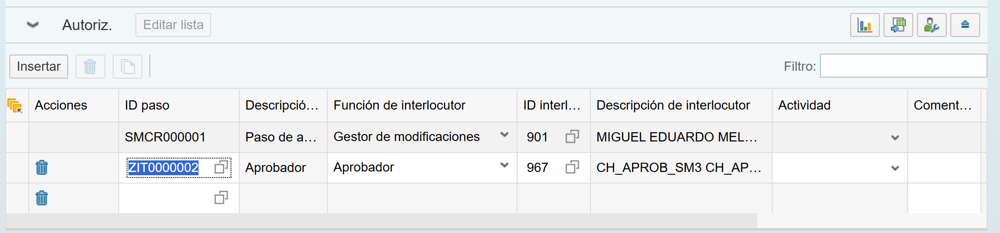 Autoriz. Editar lista
Insertar Filtro:
Acciones ID paso Descripció... Función de interlocutor ID interl... Descripción de interlocutor Actividad Coment...
SMCR000001 Paso de a... Gestor de modificaciones 901 MIGUEL EDUARDO MEL...
ZIT0000002 Aprobador Aprobador 967 CH_APROB_SM3 CH_AP...